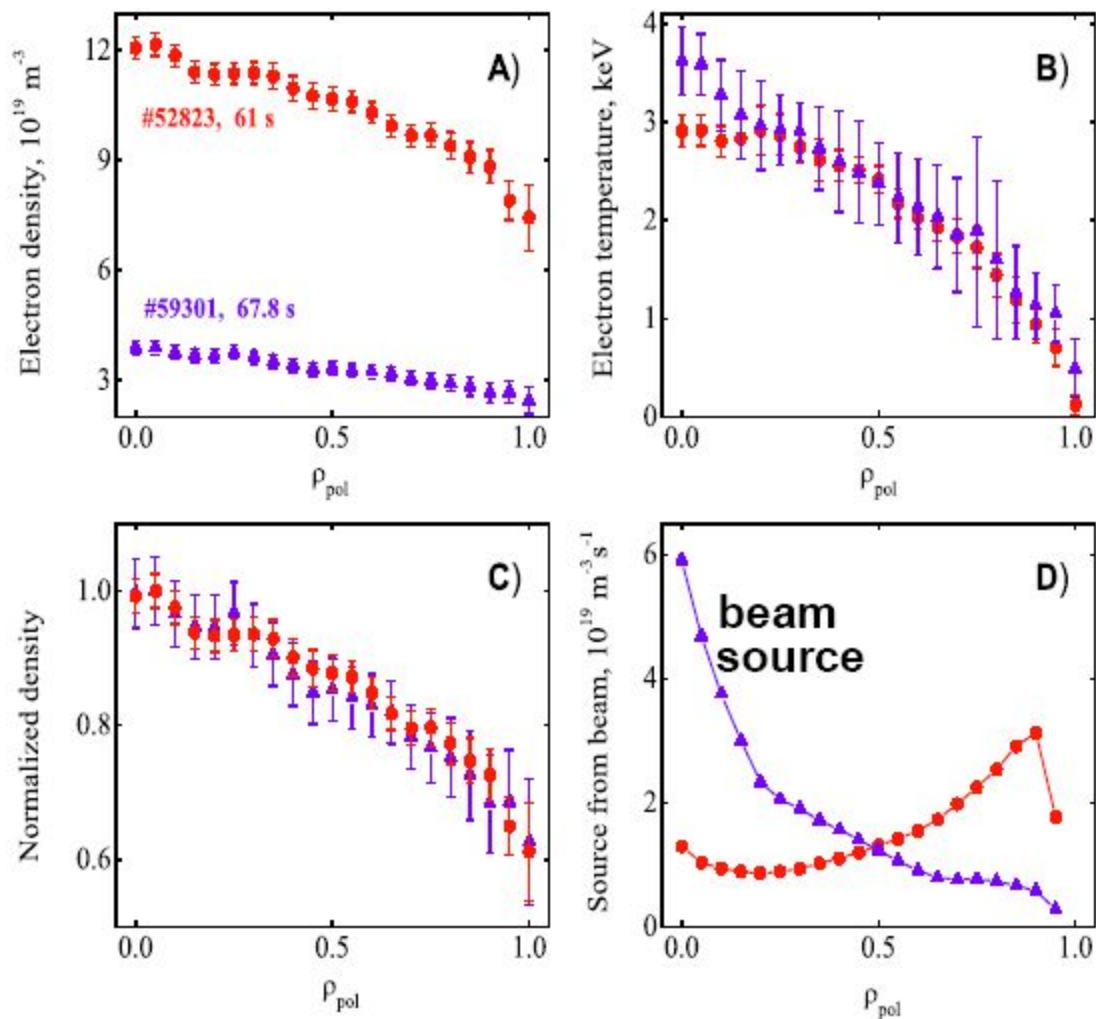 A)
Electron density, 10¹⁹ m⁻³
12
9
6
3
#52823, 61 s
#59301, 67.8 s
0.0 0.5 1.0
ρpol
B)
Electron temperature, keV
4
3
2
1
0
0.0 0.5 1.0
ρpol
C)
Normalized density
1.0
0.8
0.6
0.0 0.5 1.0
ρpol
D)
Source from beam, 10¹⁹ m⁻³s⁻¹
6
4
2
0
beam
source
0.0 0.5 1.0
ρpol